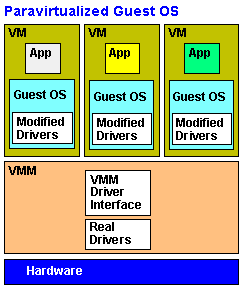 Paravirtualized Guest OS
VM
App
Guest OS
Modified
Drivers
VM
App
Guest OS
Modified
Drivers
VM
App
Guest OS
Modified
Drivers
VMM
VMM
Driver
Interface
Real
Drivers
Hardware